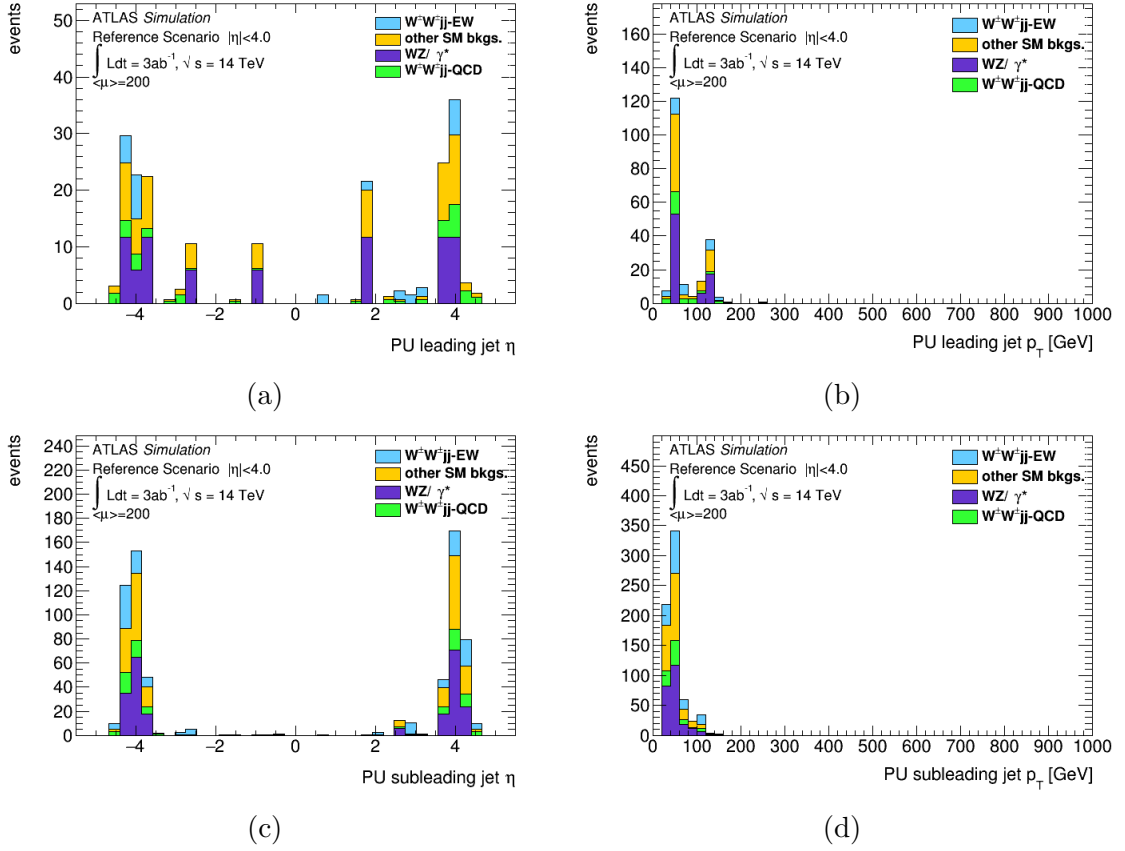 events
50
40
30
20
10
0
ATLAS Simulation
Reference Scenario |η|<4.0
∫ Ldt = 3ab⁻¹, √ s = 14 TeV
<μ>=200
W±W±jj-EW
other SM bkgs.
WZ/ γ*
W±W±jj-QCD
−4 −2 0 2 4
PU leading jet η
(a)
events
160
140
120
100
80
60
40
20
0
ATLAS Simulation
Reference Scenario |η|<4.0
∫ Ldt = 3ab⁻¹, √ s = 14 TeV
<μ>=200
W±W±jj-EW
other SM bkgs.
WZ/ γ*
W±W±jj-QCD
0 100 200 300 400 500 600 700 800 900 1000
PU leading jet p_T [GeV]
(b)
events
240
220
200
180
160
140
120
100
80
60
40
20
0
ATLAS Simulation
Reference Scenario |η|<4.0
∫ Ldt = 3ab⁻¹, √ s = 14 TeV
<μ>=200
W±W±jj-EW
other SM bkgs.
WZ/ γ*
W±W±jj-QCD
−4 −2 0 2 4
PU subleading jet η
(c)
events
450
400
350
300
250
200
150
100
50
0
ATLAS Simulation
Reference Scenario |η|<4.0
∫ Ldt = 3ab⁻¹, √ s = 14 TeV
<μ>=200
W±W±jj-EW
other SM bkgs.
WZ/ γ*
W±W±jj-QCD
0 100 200 300 400 500 600 700 800 900 1000
PU subleading jet p_T [GeV]
(d)